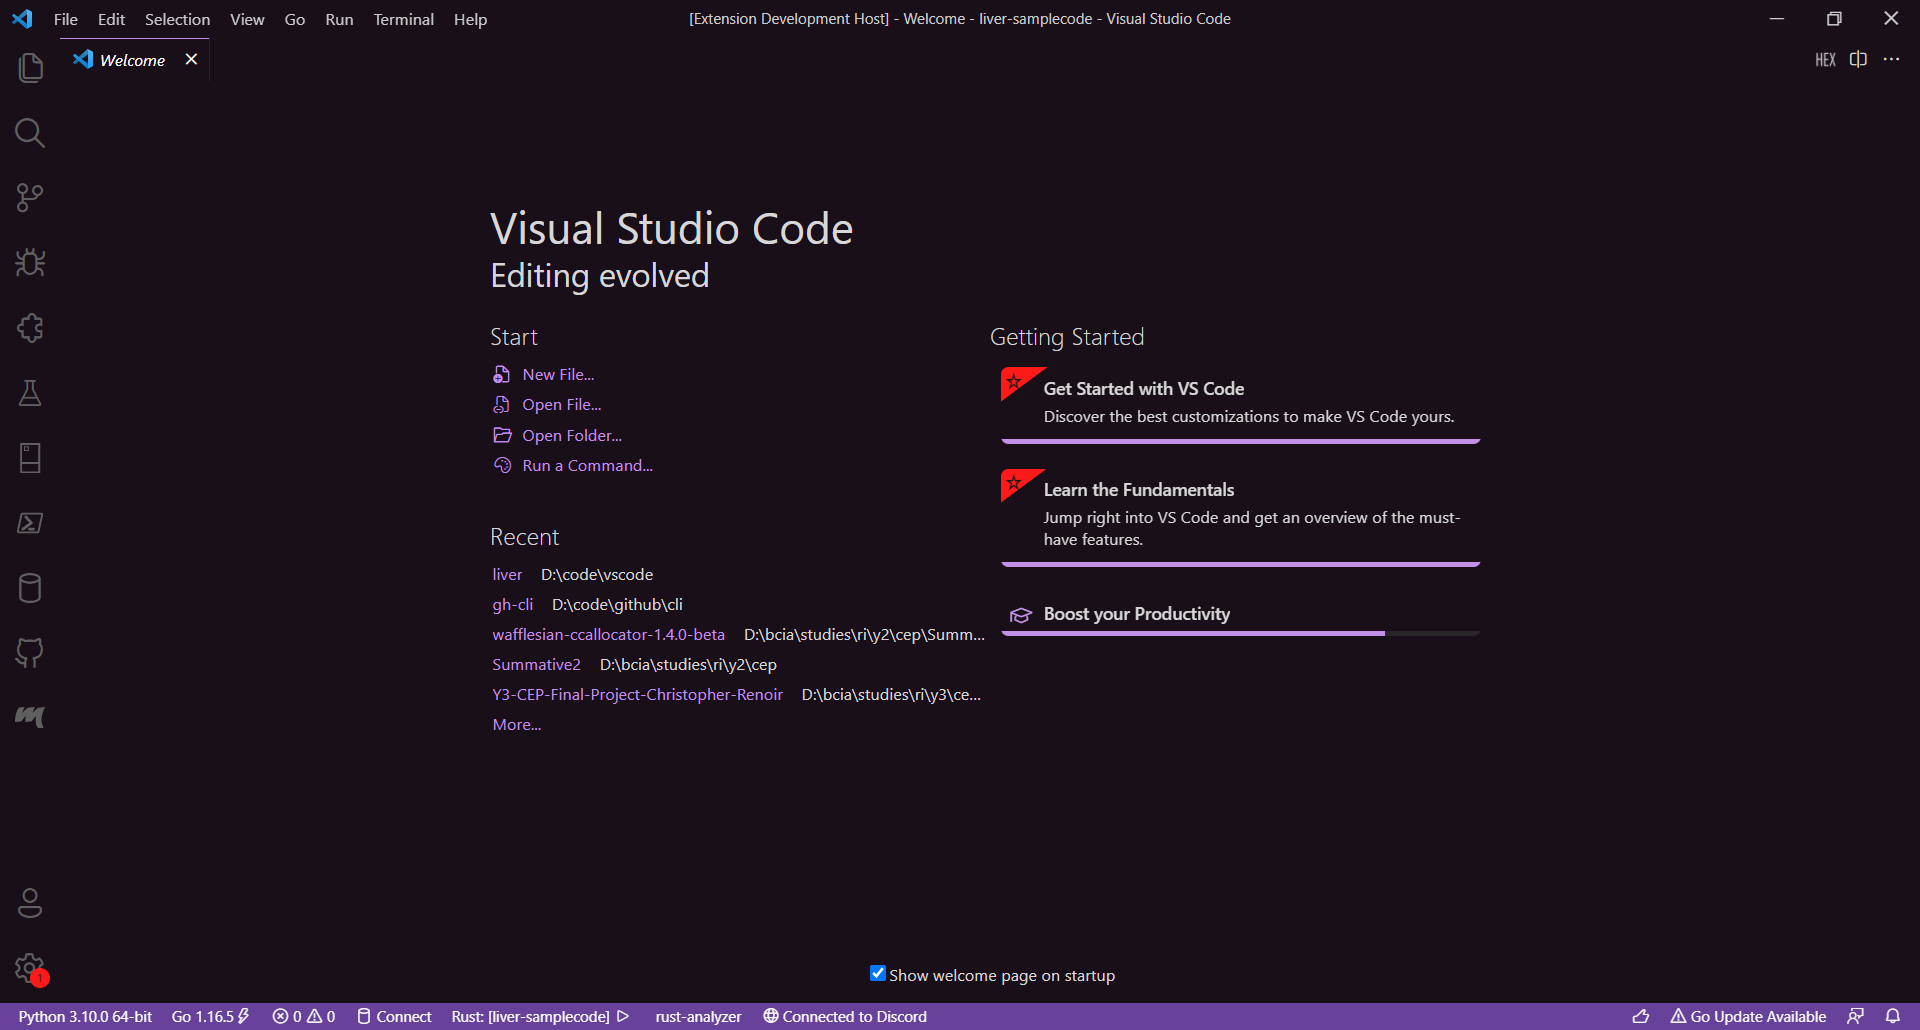 File Edit Selection View Go Run Terminal Help
[Extension Development Host] - Welcome - liver-samplecode - Visual Studio Code
Welcome
HEX
Visual Studio Code
Editing evolved
Start
New File...
Open File...
Open Folder...
Run a Command...
Recent
liver D:\code\vscode
gh-cli D:\code\github\cli
wafflesian-ccallocator-1.4.0-beta D:\bcia\studies\ri\y2\cep\Summ...
Summative2 D:\bcia\studies\ri\y2\cep
Y3-CEP-Final-Project-Christopher-Renoir D:\bcia\studies\ri\y3\ce...
More...
Getting Started
Get Started with VS Code
Discover the best customizations to make VS Code yours.
Learn the Fundamentals
Jump right into VS Code and get an overview of the must-
have features.
Boost your Productivity
Show welcome page on startup
1
Python 3.10.0 64-bit Go 1.16.5 0 0 Connect Rust: [liver-samplecode] rust-analyzer Connected to Discord Go Update Available